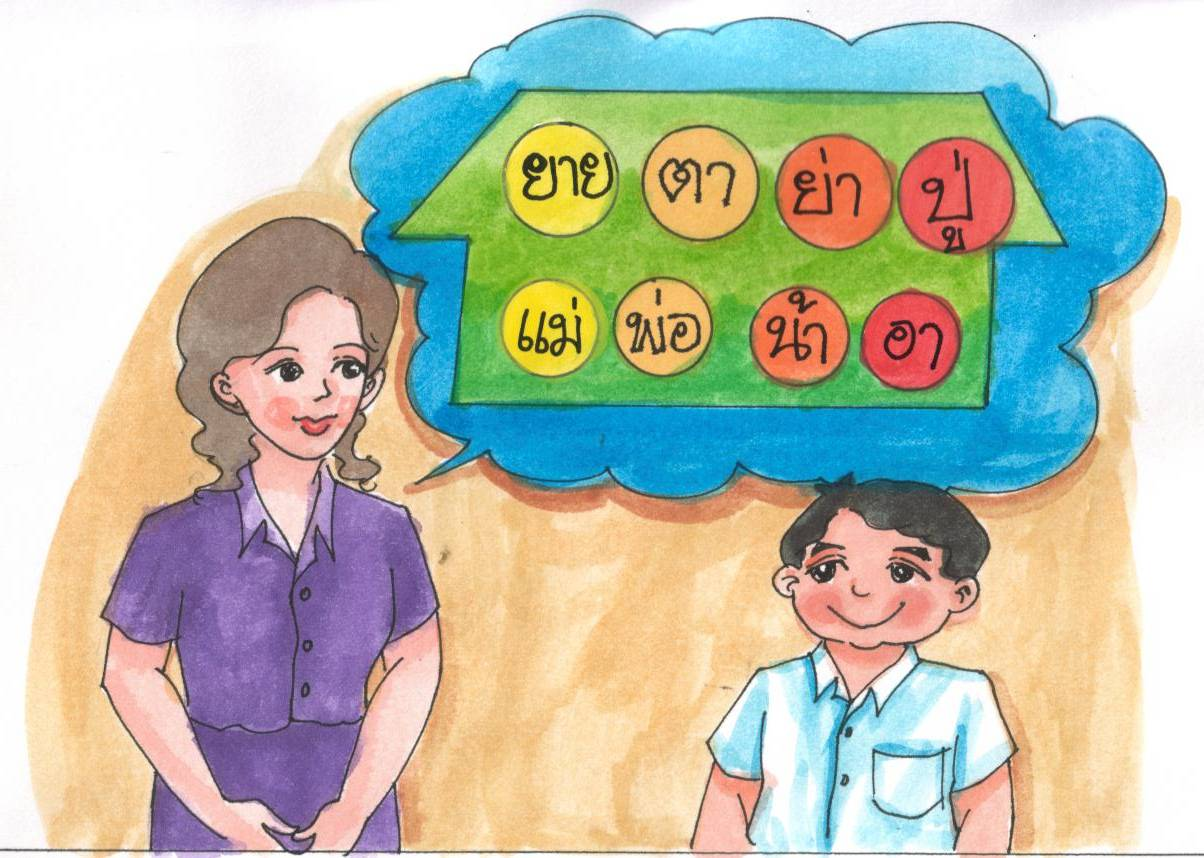 ยาย ตา ย่า ปู่
แม่ พ่อ น้ำ อา